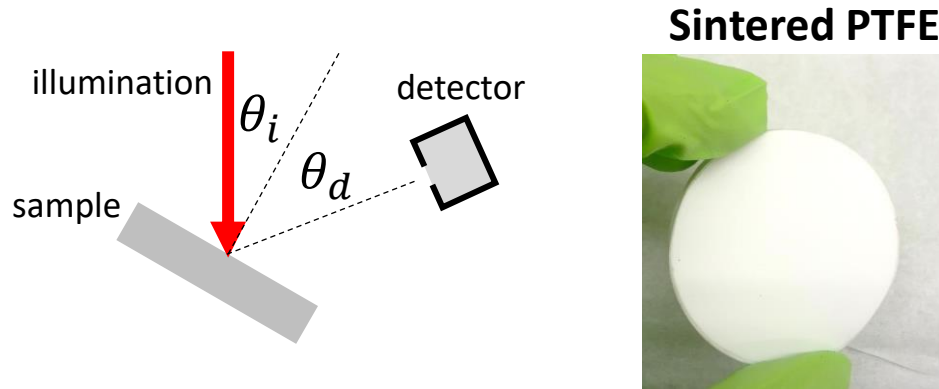 Sintered PTFE
illumination
θi
detector
θd
sample